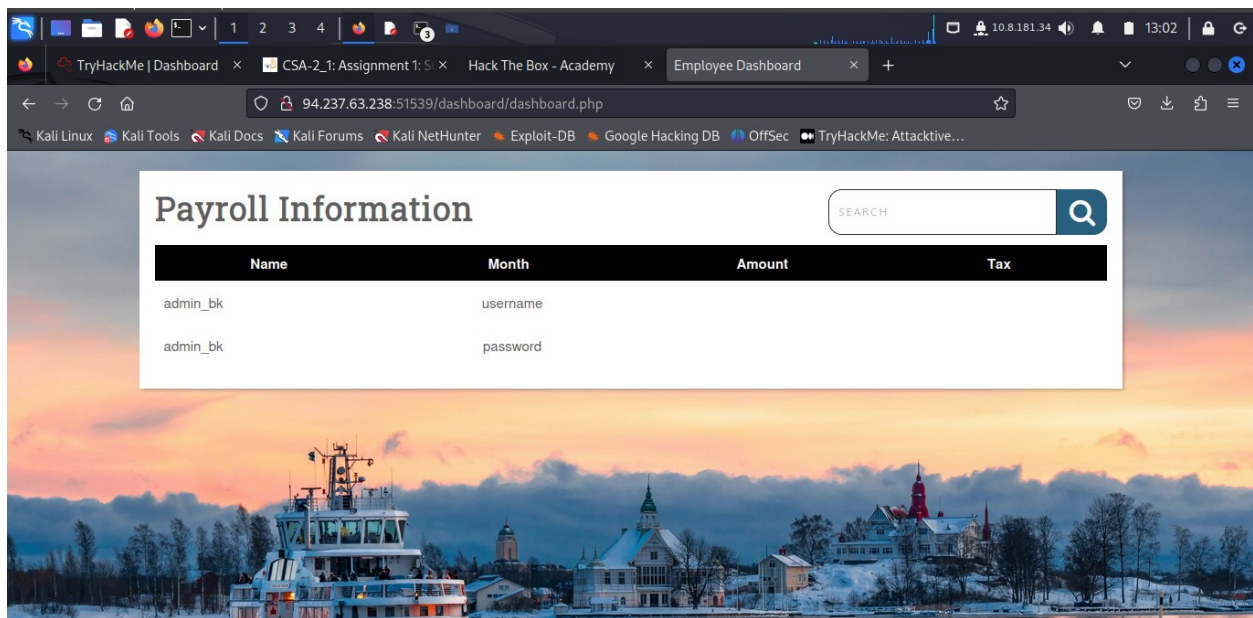 1 2 3 4 3 10.8.181.34 13:02
TryHackMe | Dashboard × CSA-2_1: Assignment 1: S × Hack The Box - Academy × Employee Dashboard × +
94.237.63.238:51539/dashboard/dashboard.php
Kali Linux Kali Tools Kali Docs Kali Forums Kali NetHunter Exploit-DB Google Hacking DB OffSec TryHackMe: Attacktive…
Payroll Information SEARCH
Name Month Amount Tax
admin_bk username
admin_bk password